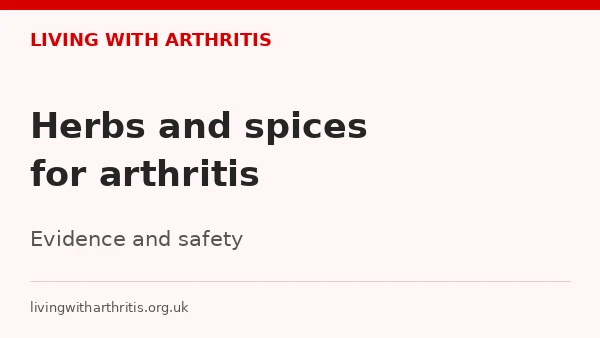 LIVING WITH ARTHRITIS
Herbs and spices
for arthritis
Evidence and safety
livingwitharthritis.org.uk